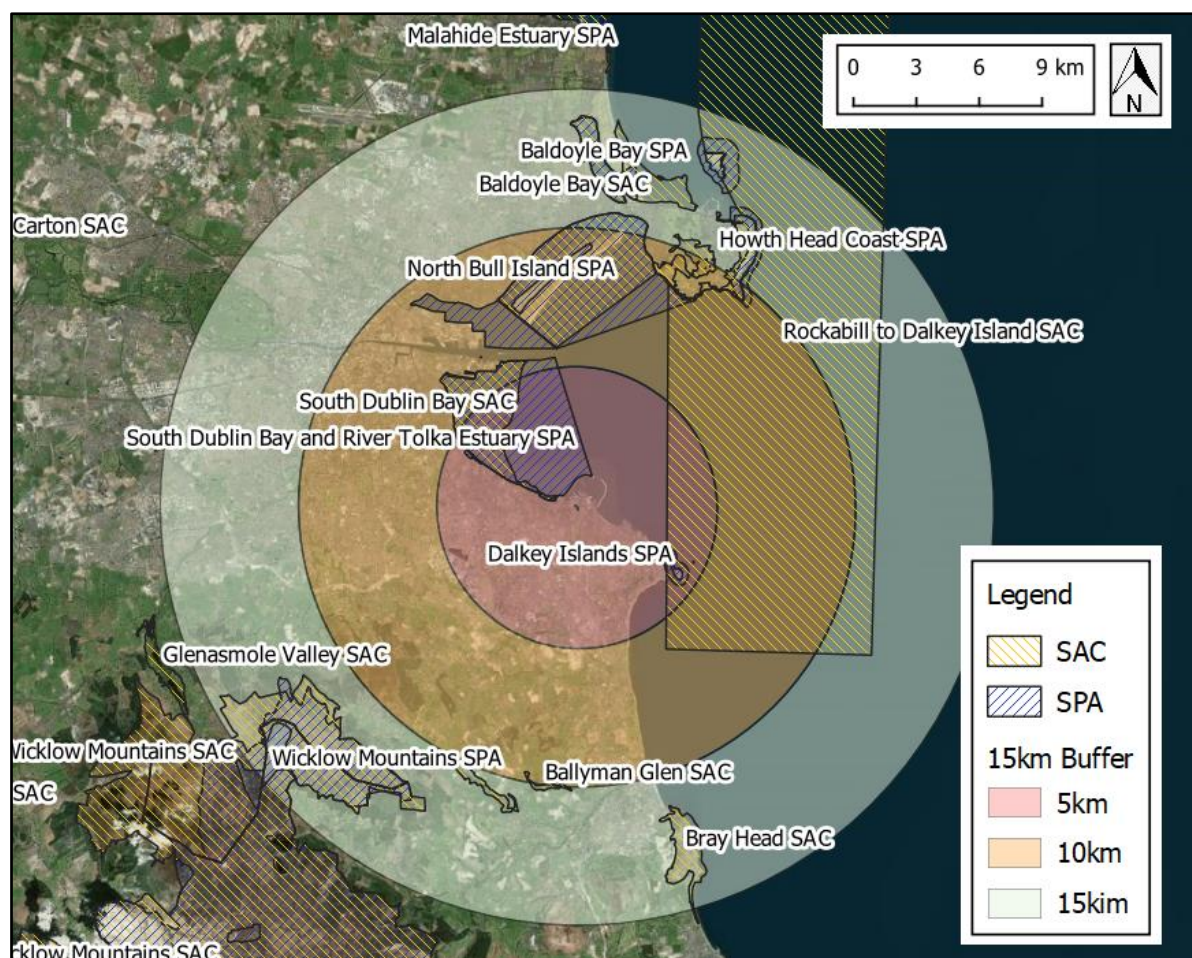 Malahide Estuary SPA
0 3 6 9 km
N
Baldoyle Bay SPA
Baldoyle Bay SAC
Carton SAC
Howth Head Coast SPA
North Bull Island SPA
Rockabill to Dalkey Island SAC
South Dublin Bay SAC
South Dublin Bay and River Tolka Estuary SPA
Dalkey Islands SPA
Glenasmole Valley SAC
Wicklow Mountains SAC
Wicklow Mountains SPA
Ballyman Glen SAC
SAC
Bray Head SAC
cklow Mountains SAC
Legend
SAC
SPA
15km Buffer
5km
10km
15kim